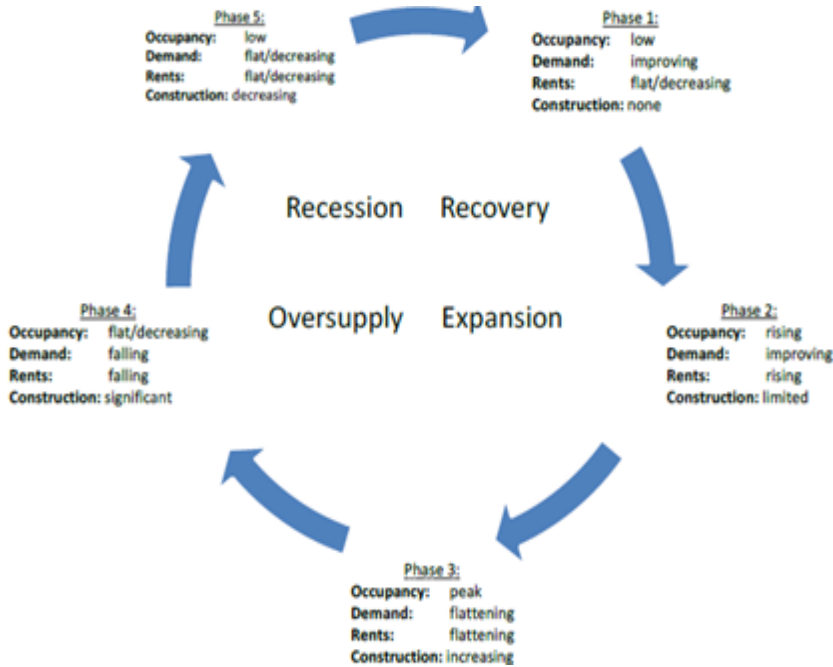 Phase 5:
Occupancy: low
Demand: flat/decreasing
Rents: flat/decreasing
Construction: decreasing
Phase 1:
Occupancy: low
Demand: improving
Rents: flat/decreasing
Construction: none
Recession Recovery
Oversupply Expansion
Phase 4:
Occupancy: flat/decreasing
Demand: falling
Rents: falling
Construction: significant
Phase 2:
Occupancy: rising
Demand: improving
Rents: rising
Construction: limited
Phase 3:
Occupancy: peak
Demand: flattening
Rents: flattening
Construction: increasing